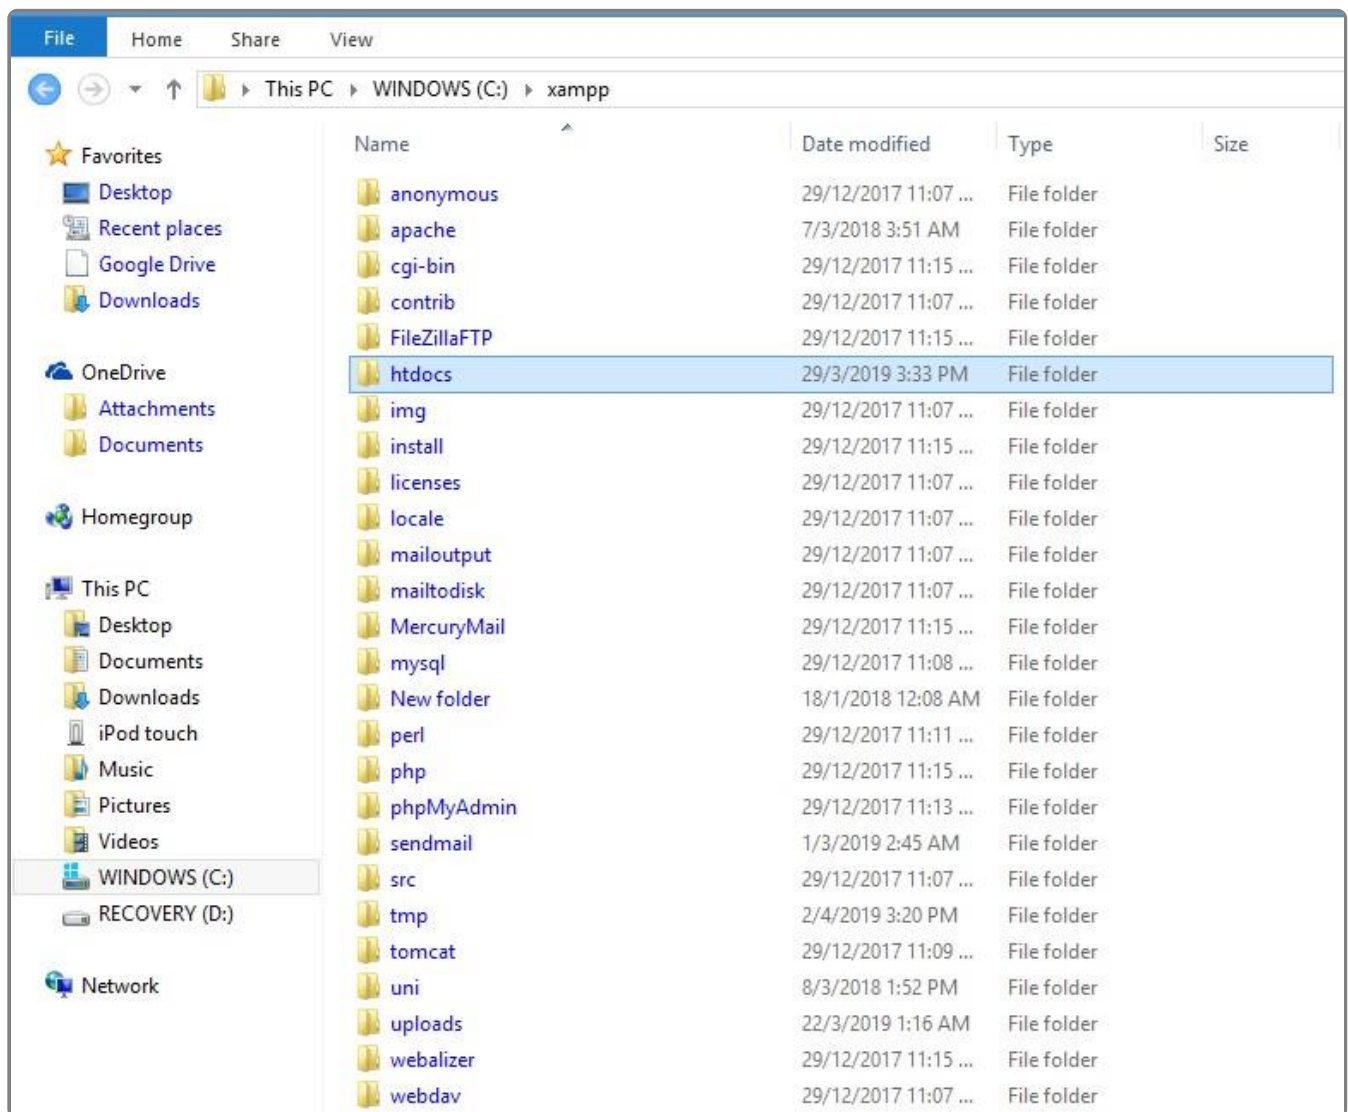 File Home Share View
This PC WINDOWS (C:) xampp
Favorites
Desktop
Recent places
Google Drive
Downloads
OneDrive
Attachments
Documents
Homegroup
This PC
Desktop
Documents
Downloads
iPod touch
Music
Pictures
Videos
WINDOWS (C:)
RECOVERY (D:)
Network
Name Date modified Type Size
anonymous 29/12/2017 11:07 ... File folder
apache 7/3/2018 3:51 AM File folder
cgi-bin 29/12/2017 11:15 ... File folder
contrib 29/12/2017 11:07 ... File folder
FileZillaFTP 29/12/2017 11:15 ... File folder
htdocs 29/3/2019 3:33 PM File folder
img 29/12/2017 11:07 ... File folder
install 29/12/2017 11:15 ... File folder
licenses 29/12/2017 11:07 ... File folder
locale 29/12/2017 11:07 ... File folder
mailoutput 29/12/2017 11:07 ... File folder
mailtodisk 29/12/2017 11:07 ... File folder
MercuryMail 29/12/2017 11:15 ... File folder
mysql 29/12/2017 11:08 ... File folder
New folder 18/1/2018 12:08 AM File folder
perl 29/12/2017 11:11 ... File folder
php 29/12/2017 11:15 ... File folder
phpMyAdmin 29/12/2017 11:13 ... File folder
sendmail 1/3/2019 2:45 AM File folder
src 29/12/2017 11:07 ... File folder
tmp 2/4/2019 3:20 PM File folder
tomcat 29/12/2017 11:09 ... File folder
uni 8/3/2018 1:52 PM File folder
uploads 22/3/2019 1:16 AM File folder
webalizer 29/12/2017 11:15 ... File folder
webdav 29/12/2017 11:07 ... File folder